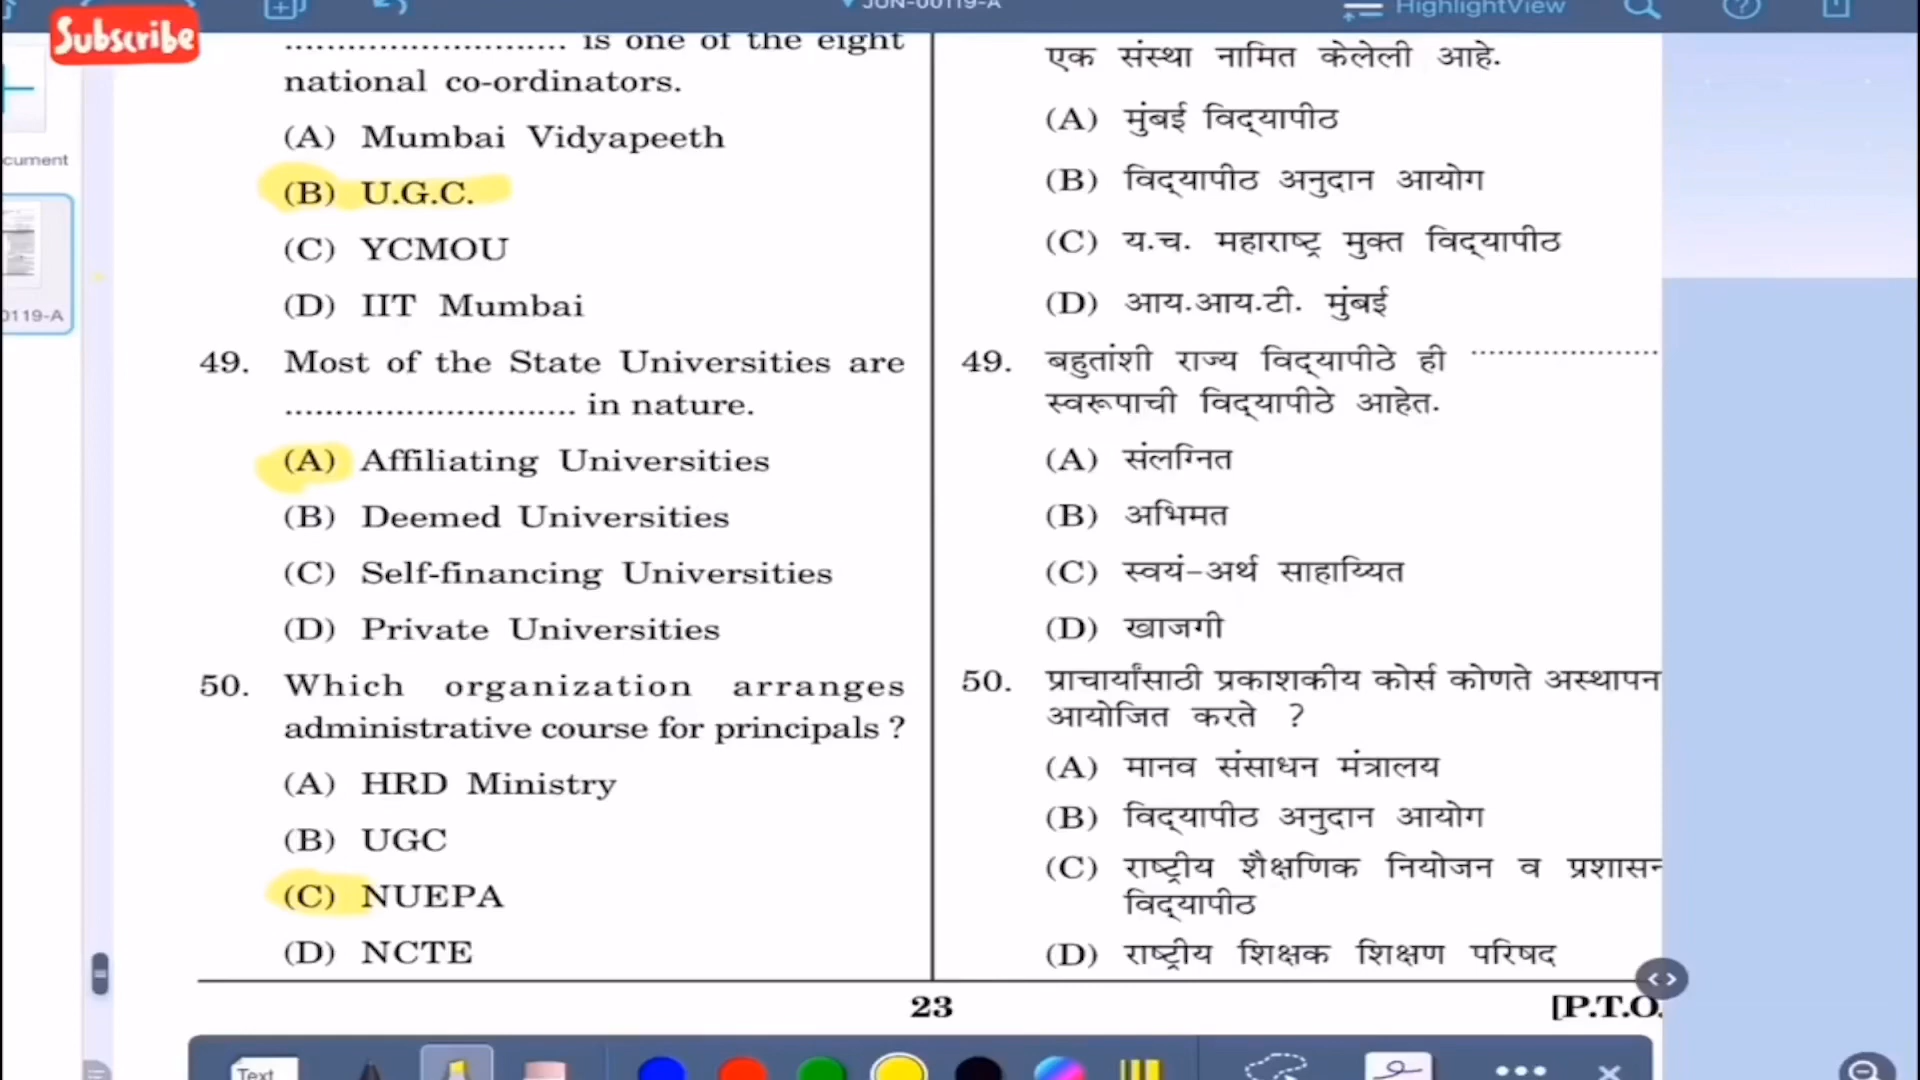 JUN-00119-A
HighlightView
Subscribe
cument
0119-A
............................ is one of the eight
national co-ordinators.
(A) Mumbai Vidyapeeth
(B) U.G.C.
(C) YCMOU
(D) IIT Mumbai
49. Most of the State Universities are
............................. in nature.
(A) Affiliating Universities
(B) Deemed Universities
(C) Self-financing Universities
(D) Private Universities
50. Which organization arranges
administrative course for principals ?
(A) HRD Ministry
(B) UGC
(C) NUEPA
(D) NCTE
एक संस्था नामित केलेली आहे.
(A) मुंबई विद्‌यापीठ
(B) विद्‌यापीठ अनुदान आयोग
(C) य.च. महाराष्ट्र मुक्त विद्‌यापीठ
(D) आय.आय.टी. मुंबई
49. बहुतांशी राज्य विद्‌यापीठे ही ...................
स्वरूपाची विद्‌यापीठे आहेत.
(A) संलग्नित
(B) अभिमत
(C) स्वयं-अर्थ साहाय्यित
(D) खाजगी
50. प्राचार्यांसाठी प्रकाशकीय कोर्स कोणते अस्थापन
आयोजित करते ?
(A) मानव संसाधन मंत्रालय
(B) विद्‌यापीठ अनुदान आयोग
(C) राष्ट्रीय शैक्षणिक नियोजन व प्रशासन
विद्‌यापीठ
(D) राष्ट्रीय शिक्षक शिक्षण परिषद
23
[P.T.O.
Text